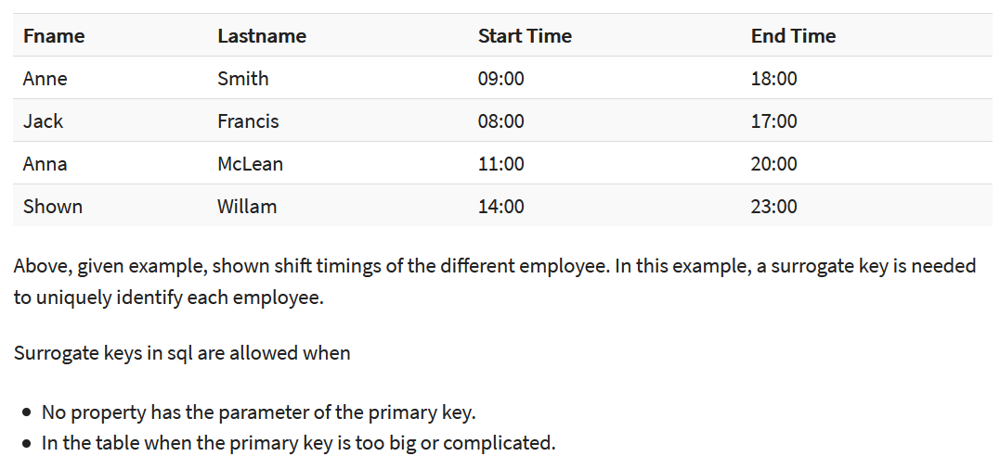 Fname Lastname Start Time End Time
Anne Smith 09:00 18:00
Jack Francis 08:00 17:00
Anna McLean 11:00 20:00
Shown Willam 14:00 23:00
Above, given example, shown shift timings of the different employee. In this example, a surrogate key is needed
to uniquely identify each employee.
Surrogate keys in sql are allowed when
• No property has the parameter of the primary key.
• In the table when the primary key is too big or complicated.